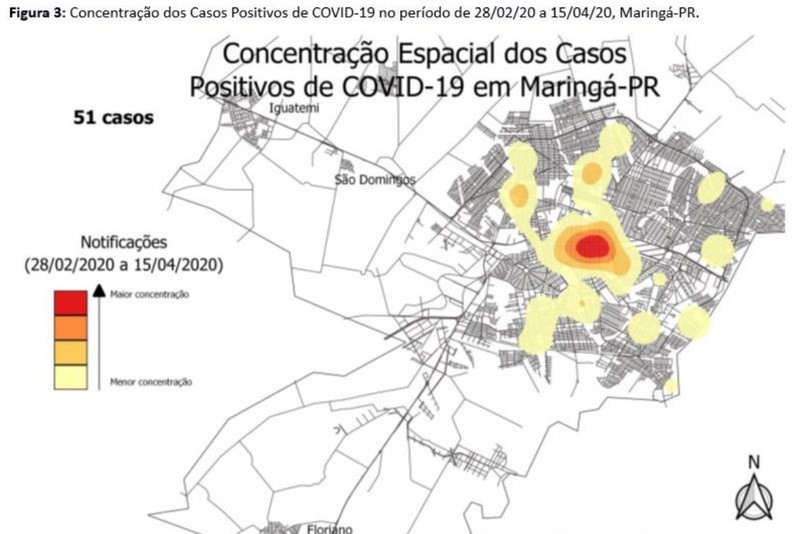 Figura 3: Concentração dos Casos Positivos de COVID-19 no período de 28/02/20 a 15/04/20, Maringá-PR.
Concentração Espacial dos Casos
Positivos de COVID-19 em Maringá-PR
51 casos
Iguatemi
São Domingos
Notificações
(28/02/2020 a 15/04/2020)
Maior concentração
Menor concentração
N
Floriano